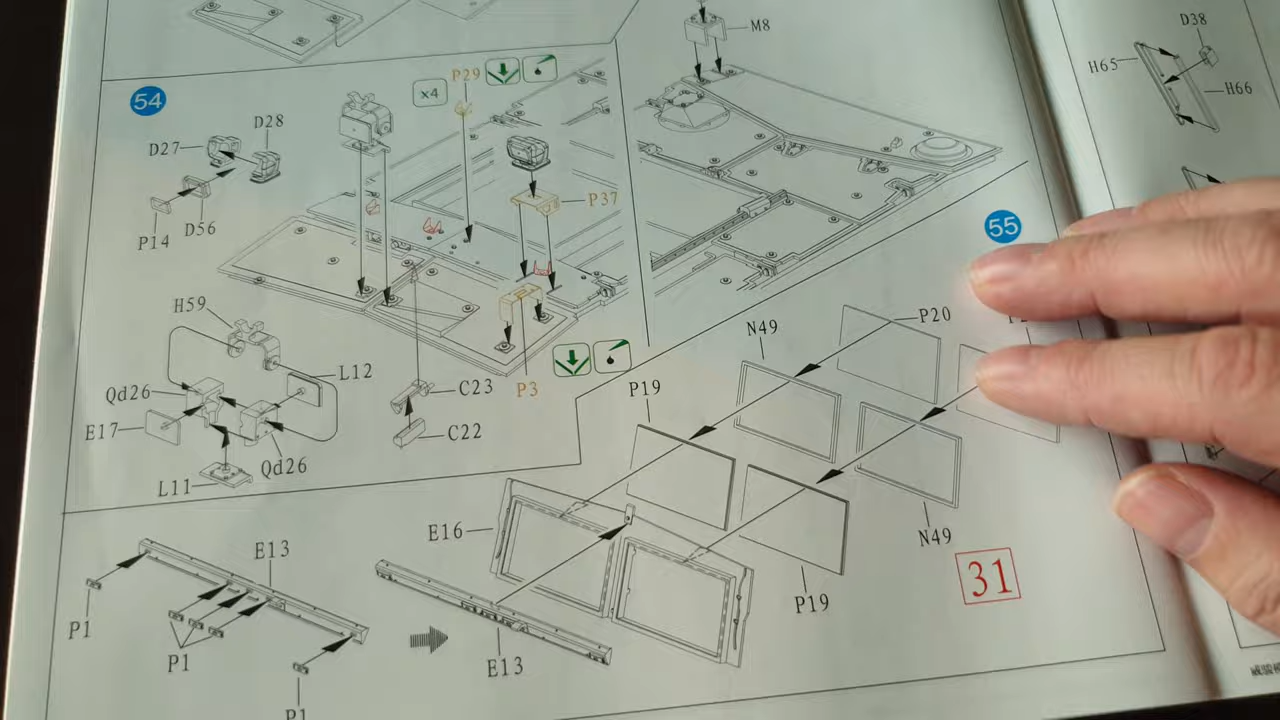 M8
D38
H65
H66
54
x4
P29
D27
D28
P14
D56
P37
55
H59
L12
Qd26
E17
Qd26
L11
C23
C22
P3
N49
P20
P19
N49
P19
E16
31
E13
P1
P1
P1
E13